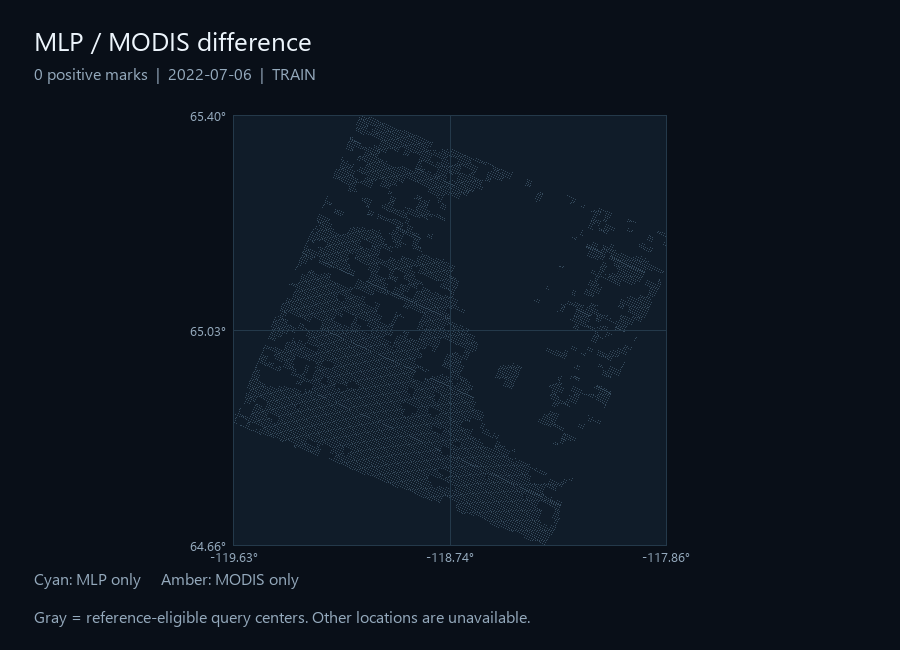 MLP / MODIS difference
0 positive marks | 2022-07-06 | TRAIN
65.40°
65.03°
64.66°
-119.63° -118.74° -117.86°
Cyan: MLP only Amber: MODIS only
Gray = reference-eligible query centers. Other locations are unavailable.